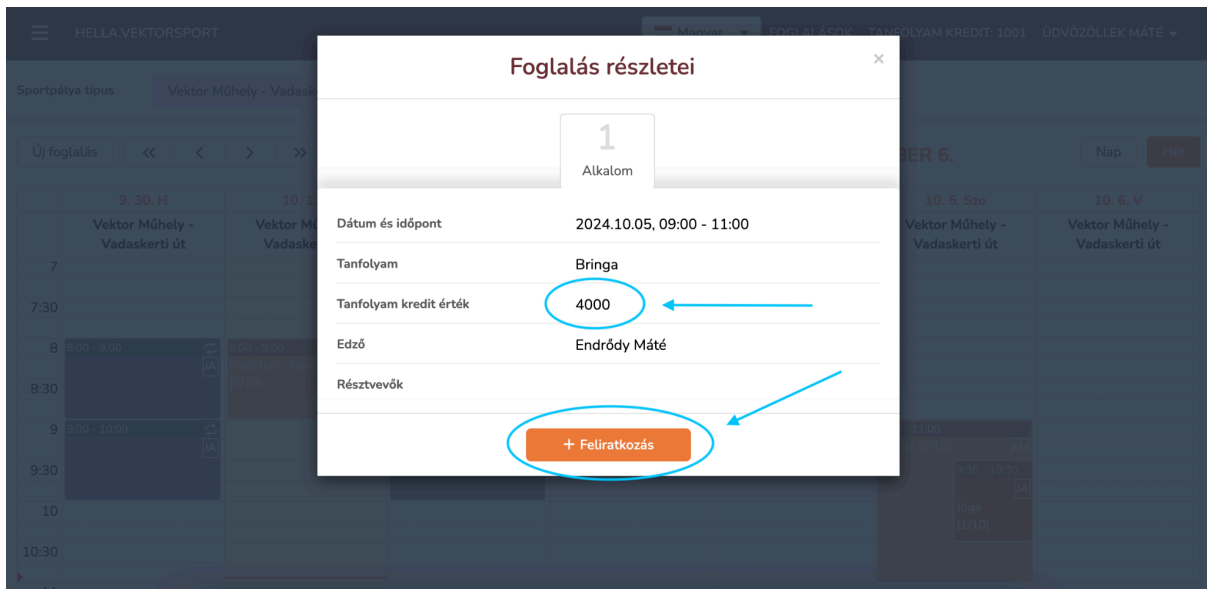 HELLA.VEKTORSPORT
Magyar
FOGLALÁSOK
TANFOLYAM KREDIT: 1001
ÜDVÖZÖLLEK MÁTÉ
Foglalás részletei
×
Sportpálya típus
Vektor Műhely - Vadask
1
Alkalom
Új foglalás
BER 6.
Nap
Hét
9. 30. H
10. 1.
10. 5. Szo
10. 6. V
Vektor Műhely -
Vadaskerti út
Vektor Mű
Vadaske
Vektor Műhely -
Vadaskerti út
Vektor Műhely -
Vadaskerti út
Dátum és időpont
2024.10.05, 09:00 - 11:00
Tanfolyam
Bringa
Tanfolyam kredit érték
4000
Edző
Endrődy Máté
Résztvevők
+ Feliratkozás
7
7:30
8
8:00 - 9:00
JA
8:00 - 9:00
8:30
9
9:00 - 10:00
JA
9:30
9:30 - 10:30
JA
Jóga
(1/10)
10
10:30